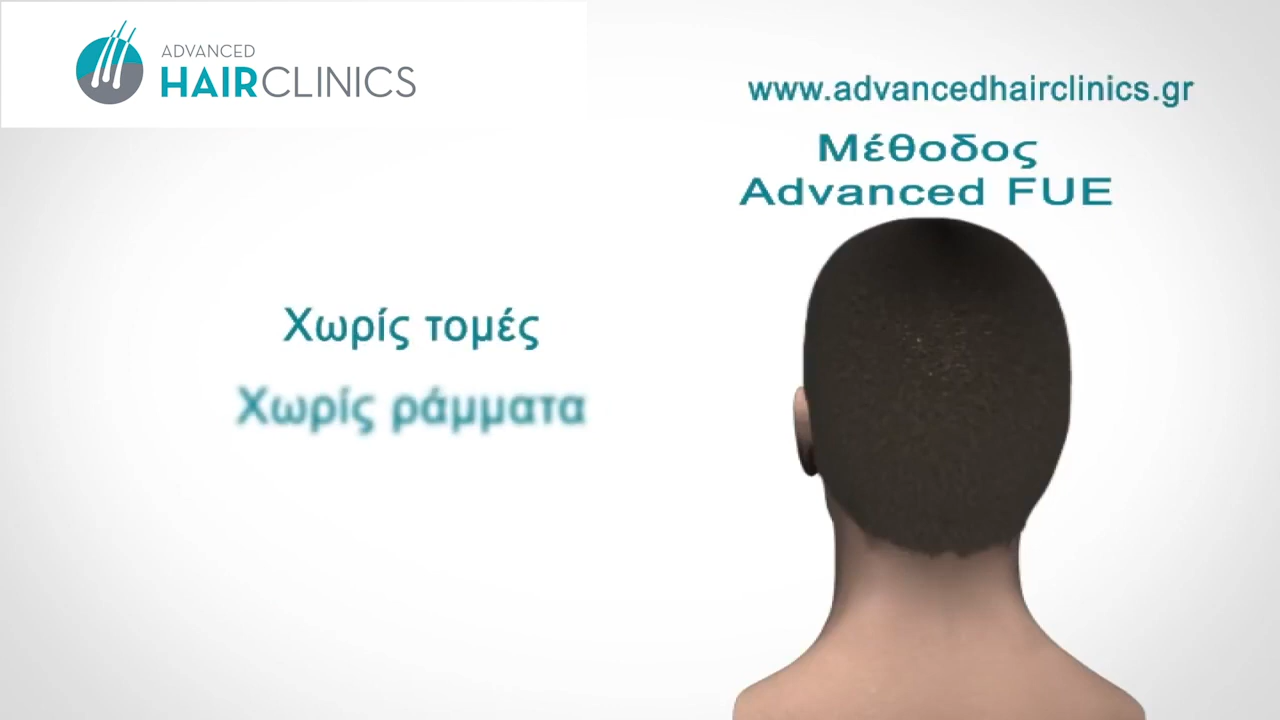 ADVANCED
HAIRCLINICS
www.advancedhairclinics.gr
Μέθοδος
Advanced FUE
Χωρίς τομές
Χωρίς ράμματα